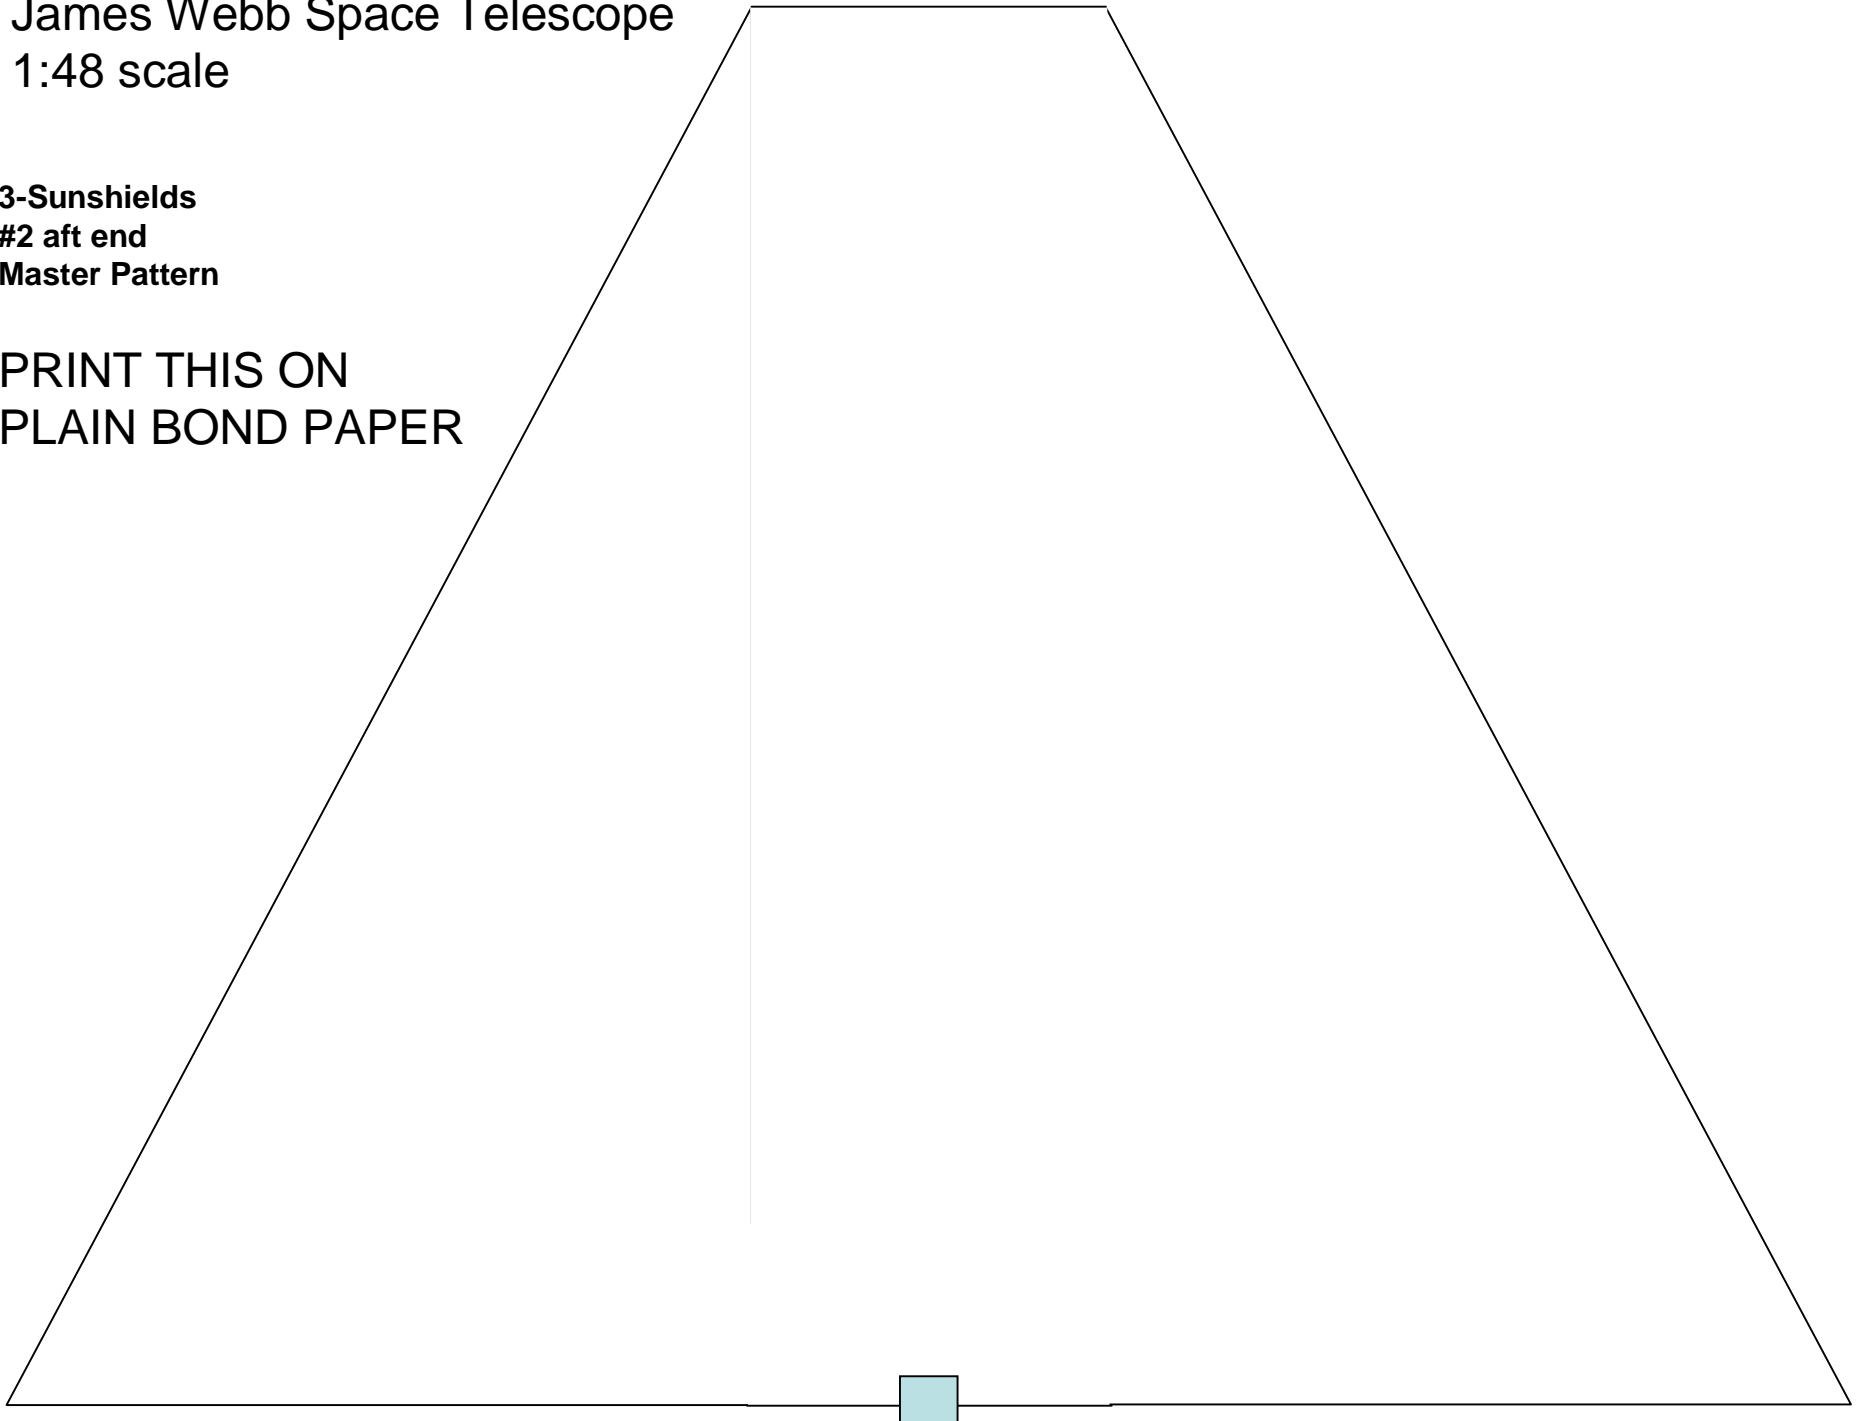 James Webb Space Telescope
1:48 scale
3-Sunshields
#2 aft end
Master Pattern
PRINT THIS ON
PLAIN BOND PAPER